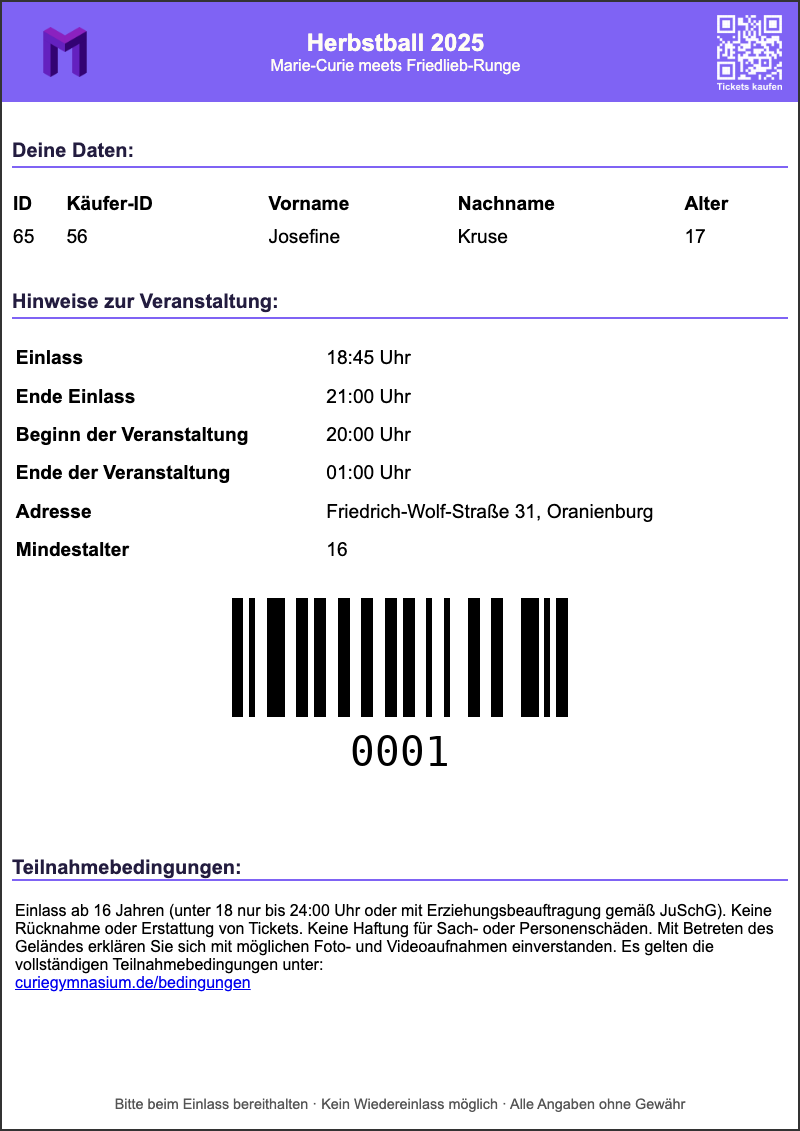 Herbstball 2025
Marie-Curie meets Friedlieb-Runge
Tickets kaufen
Deine Daten:
ID Käufer-ID Vorname Nachname Alter
65 56 Josefine Kruse 17
Hinweise zur Veranstaltung:
Einlass 18:45 Uhr
Ende Einlass 21:00 Uhr
Beginn der Veranstaltung 20:00 Uhr
Ende der Veranstaltung 01:00 Uhr
Adresse Friedrich-Wolf-Straße 31, Oranienburg
Mindestalter 16
0001
Teilnahmebedingungen:
Einlass ab 16 Jahren (unter 18 nur bis 24:00 Uhr oder mit Erziehungsbeauftragung gemäß JuSchG). Keine
Rücknahme oder Erstattung von Tickets. Keine Haftung für Sach- oder Personenschäden. Mit Betreten des
Geländes erklären Sie sich mit möglichen Foto- und Videoaufnahmen einverstanden. Es gelten die
vollständigen Teilnahmebedingungen unter:
curiegymnasium.de/bedingungen
Bitte beim Einlass bereithalten · Kein Wiedereinlass möglich · Alle Angaben ohne Gewähr